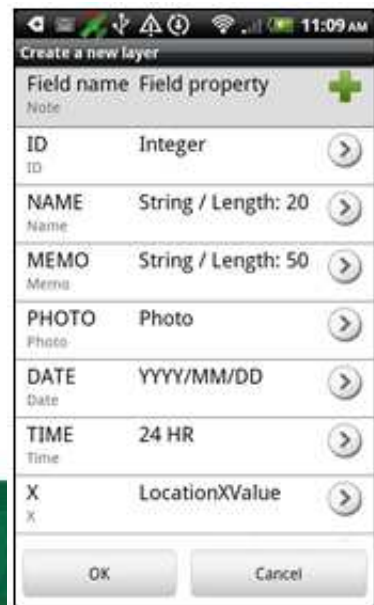 11:09 AM
Create a new layer
Field name Field property
Note
ID Integer
ID
NAME String / Length: 20
Name
MEMO String / Length: 50
Memo
PHOTO Photo
Photo
DATE YYYY/MM/DD
Date
TIME 24 HR
Time
X LocationXValue
X
OK Cancel